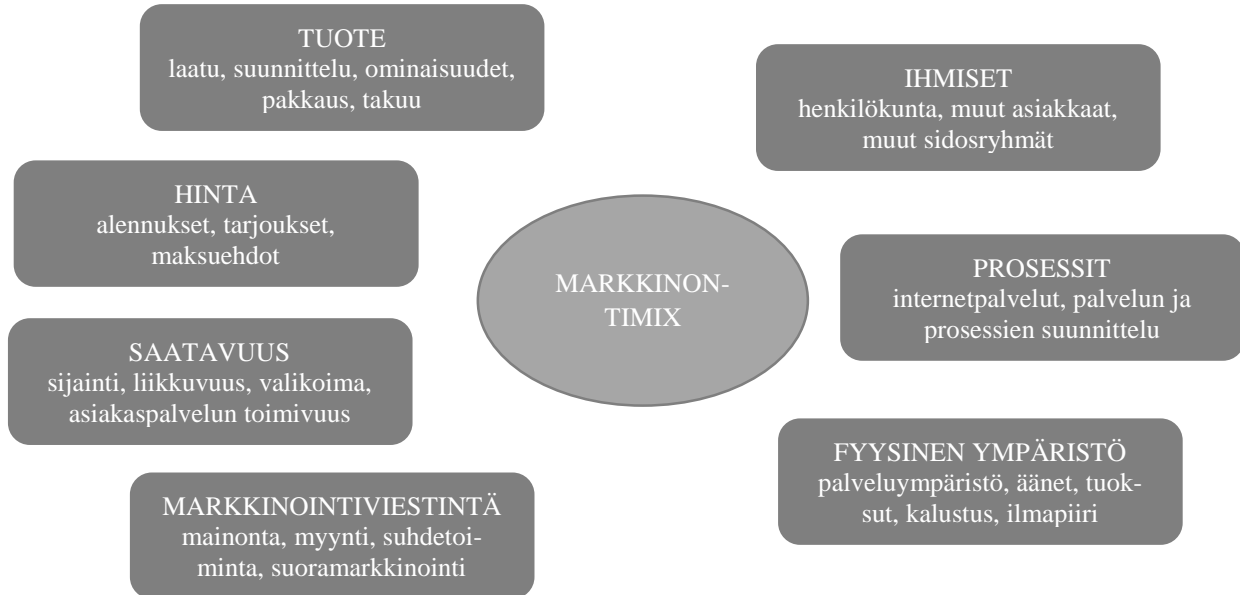 TUOTE
laatu, suunnittelu, ominaisuudet,
pakkaus, takuu
HINTA
alennukset, tarjoukset,
maksuehdot
SAATAVUUS
sijainti, liikkuvuus, valikoima,
asiakaspalvelun toimivuus
MARKKINOINTIVIESTINTÄ
mainonta, myynti, suhdetoi-
minta, suoramarkkinointi
MARKKINON-
TIMIX
IHMISET
henkilökunta, muut asiakkaat,
muut sidosryhmät
PROSESSIT
internetpalvelut, palvelun ja
prosessien suunnittelu
FYYSINEN YMPÄRISTÖ
palveluympäristö, äänet, tuok-
sut, kalustus, ilmapiiri